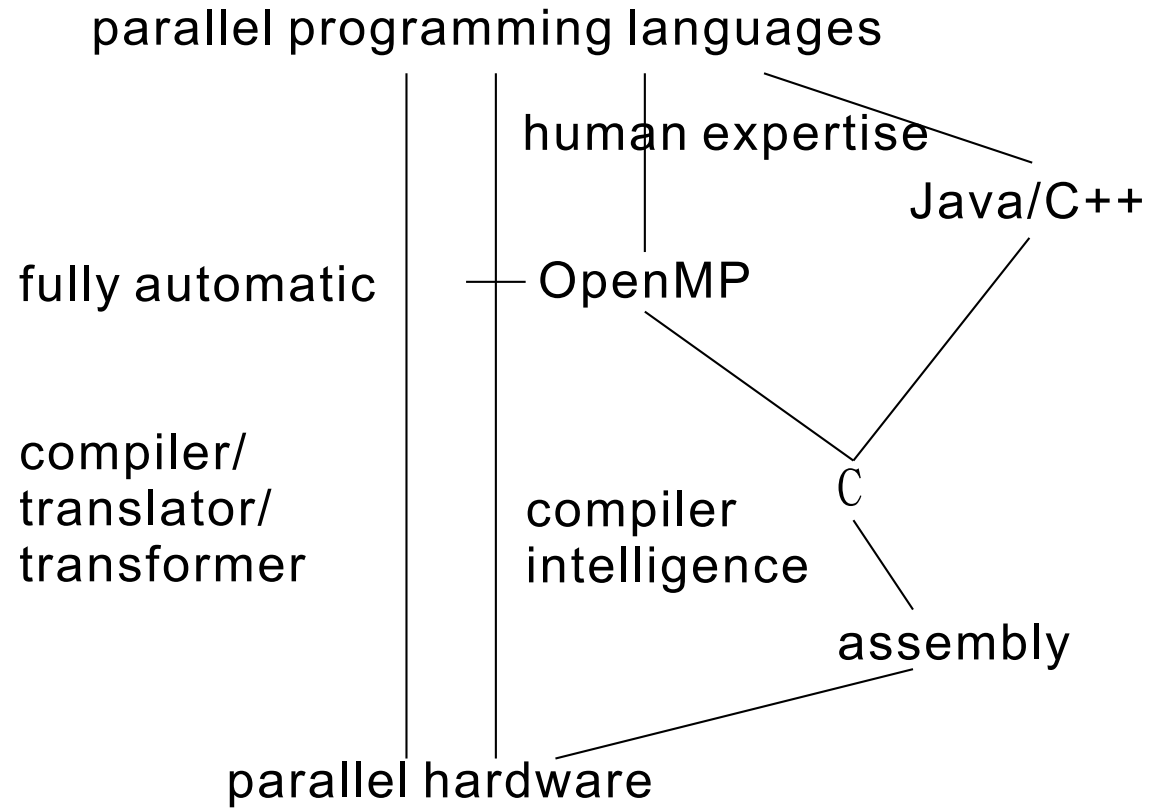 parallel programming languages
human expertise
Java/C++
fully automatic
OpenMP
compiler/
translator/
transformer
C
compiler
intelligence
assembly
parallel hardware